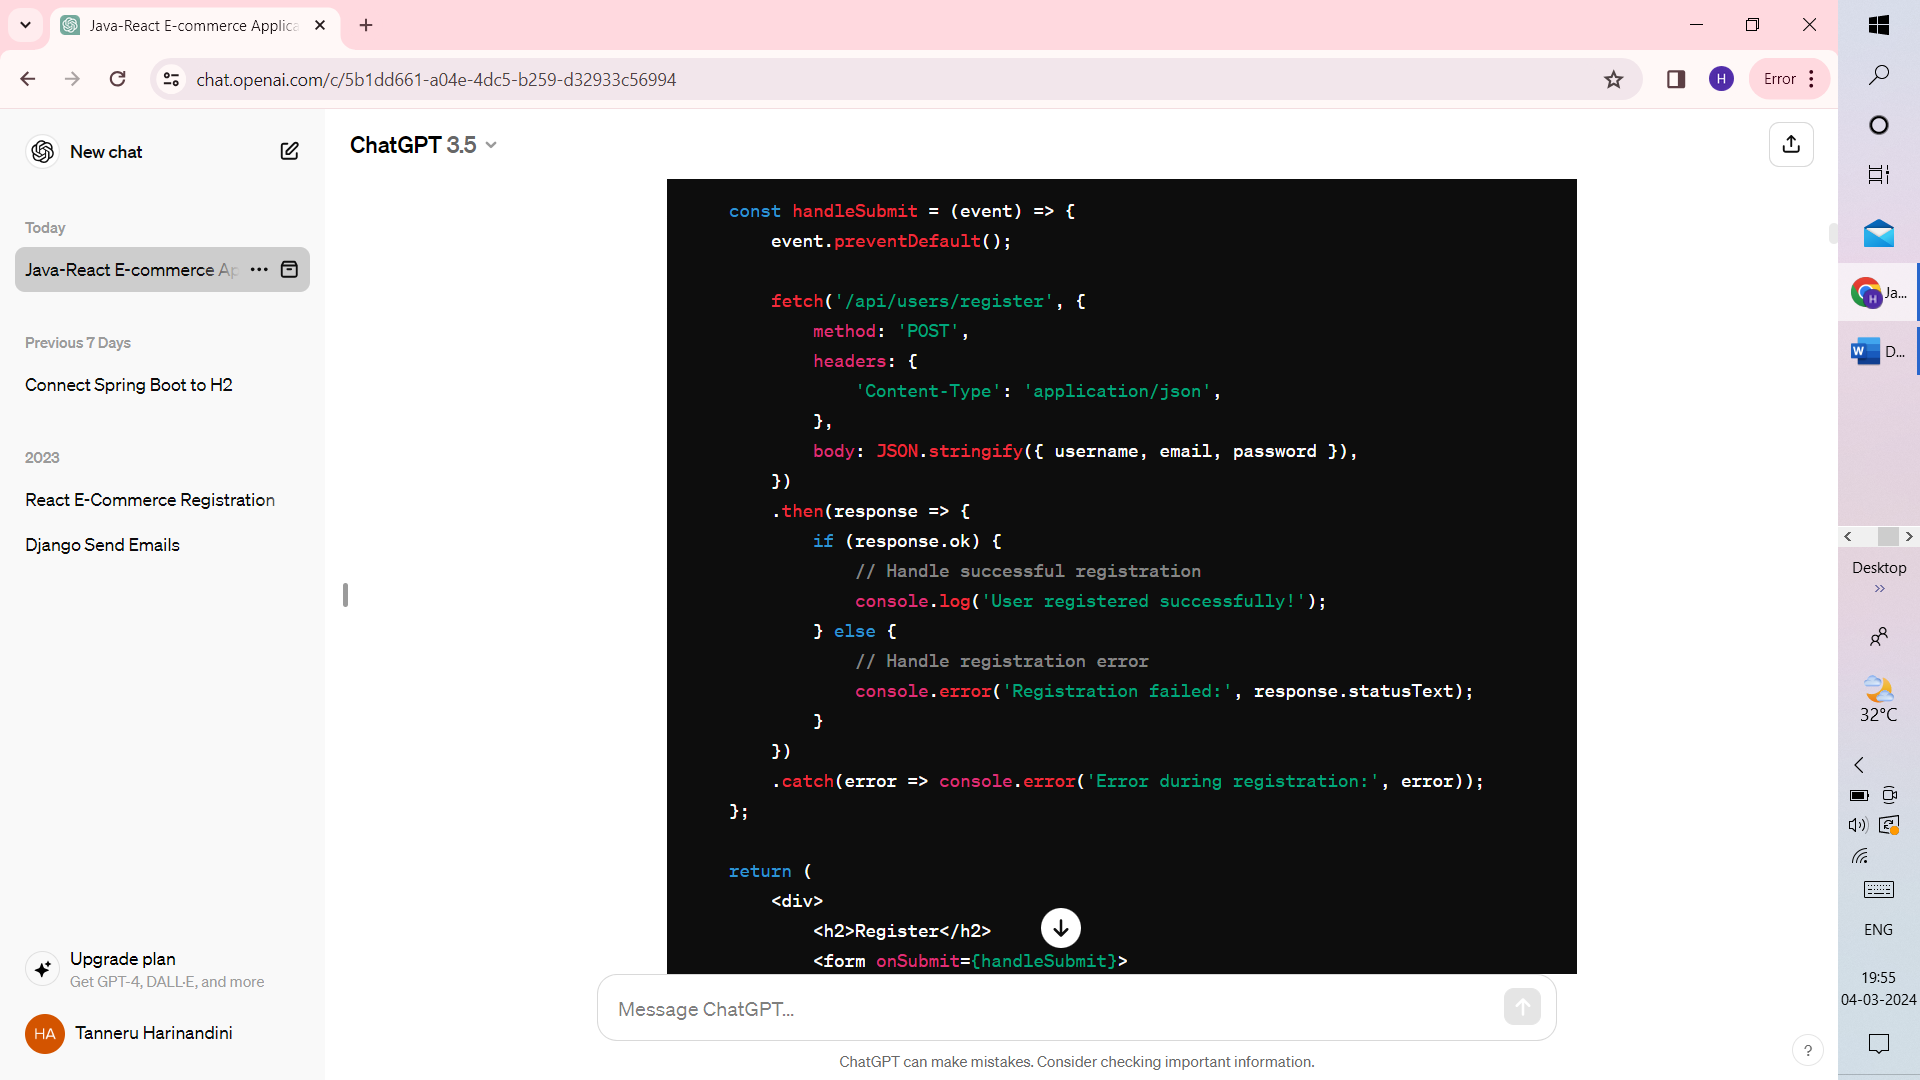 Java-React E-commerce Applica
chat.openai.com/c/5b1dd661-a04e-4dc5-b259-d32933c56994
H
Error
New chat
Today
Java-React E-commerce Ap
Previous 7 Days
Connect Spring Boot to H2
2023
React E-Commerce Registration
Django Send Emails
Upgrade plan
Get GPT-4, DALL·E, and more
HA
Tanneru Harinandini
ChatGPT 3.5
const handleSubmit = (event) => {
event.preventDefault();
fetch('/api/users/register', {
method: 'POST',
headers: {
'Content-Type': 'application/json',
},
body: JSON.stringify({ username, email, password }),
})
.then(response => {
if (response.ok) {
// Handle successful registration
console.log('User registered successfully!');
} else {
// Handle registration error
console.error('Registration failed:', response.statusText);
}
})
.catch(error => console.error('Error during registration:', error));
};
return (
<div>
<h2>Register</h2>
<form onSubmit={handleSubmit}>
Message ChatGPT...
ChatGPT can make mistakes. Consider checking important information.
?
H
Ja...
W
D...
Desktop
32°C
ENG
19:55
04-03-2024